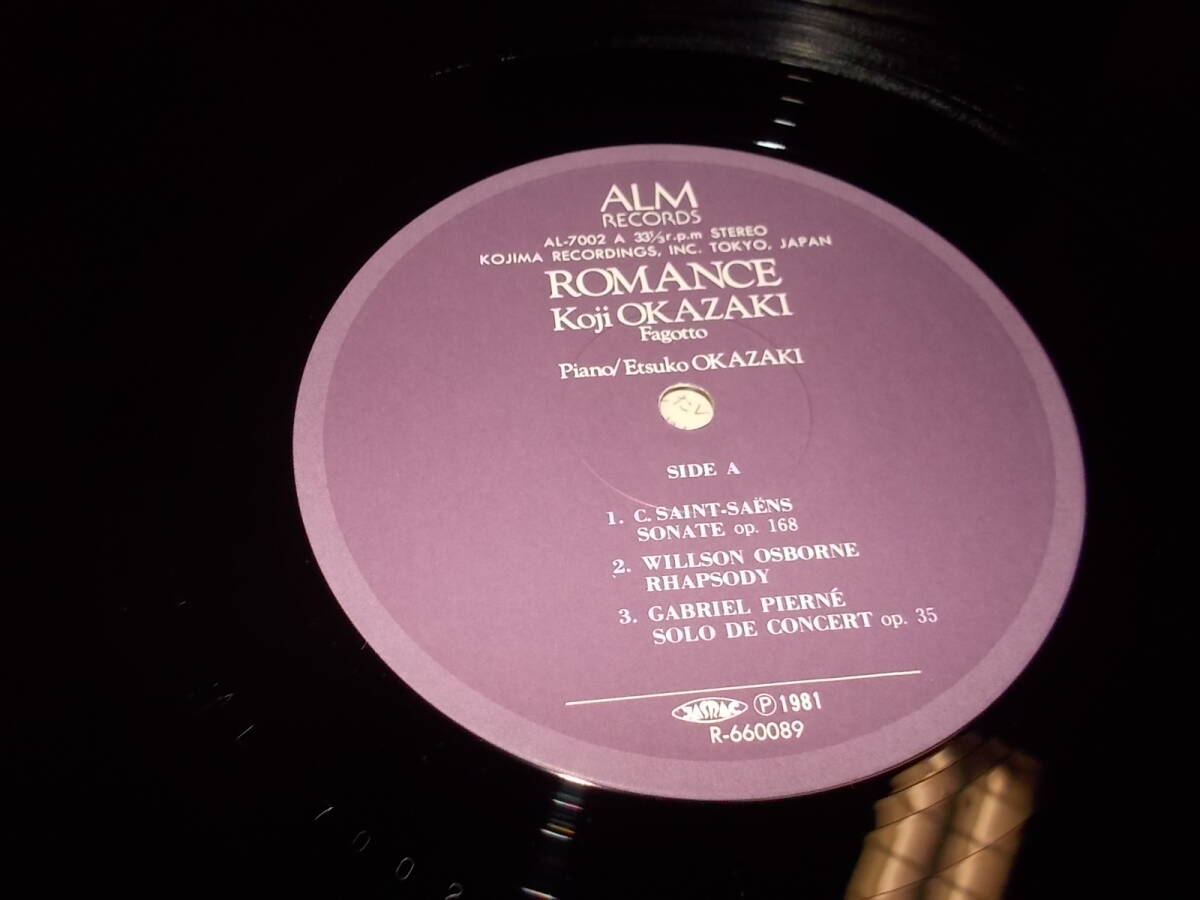 ALM
RECORDS
AL-7002 A 33⅓r.p.m STEREO
KOJIMA RECORDINGS, INC. TOKYO, JAPAN
ROMANCE
Koji OKAZAKI
Fagotto
Piano/Etsuko OKAZAKI
SIDE A
1. C. SAINT-SAËNS
SONATE op. 168
2. WILLSON OSBORNE
RHAPSODY
3. GABRIEL PIERNÉ
SOLO DE CONCERT op. 35
JASRAC Ⓟ1981
R-660089
7002